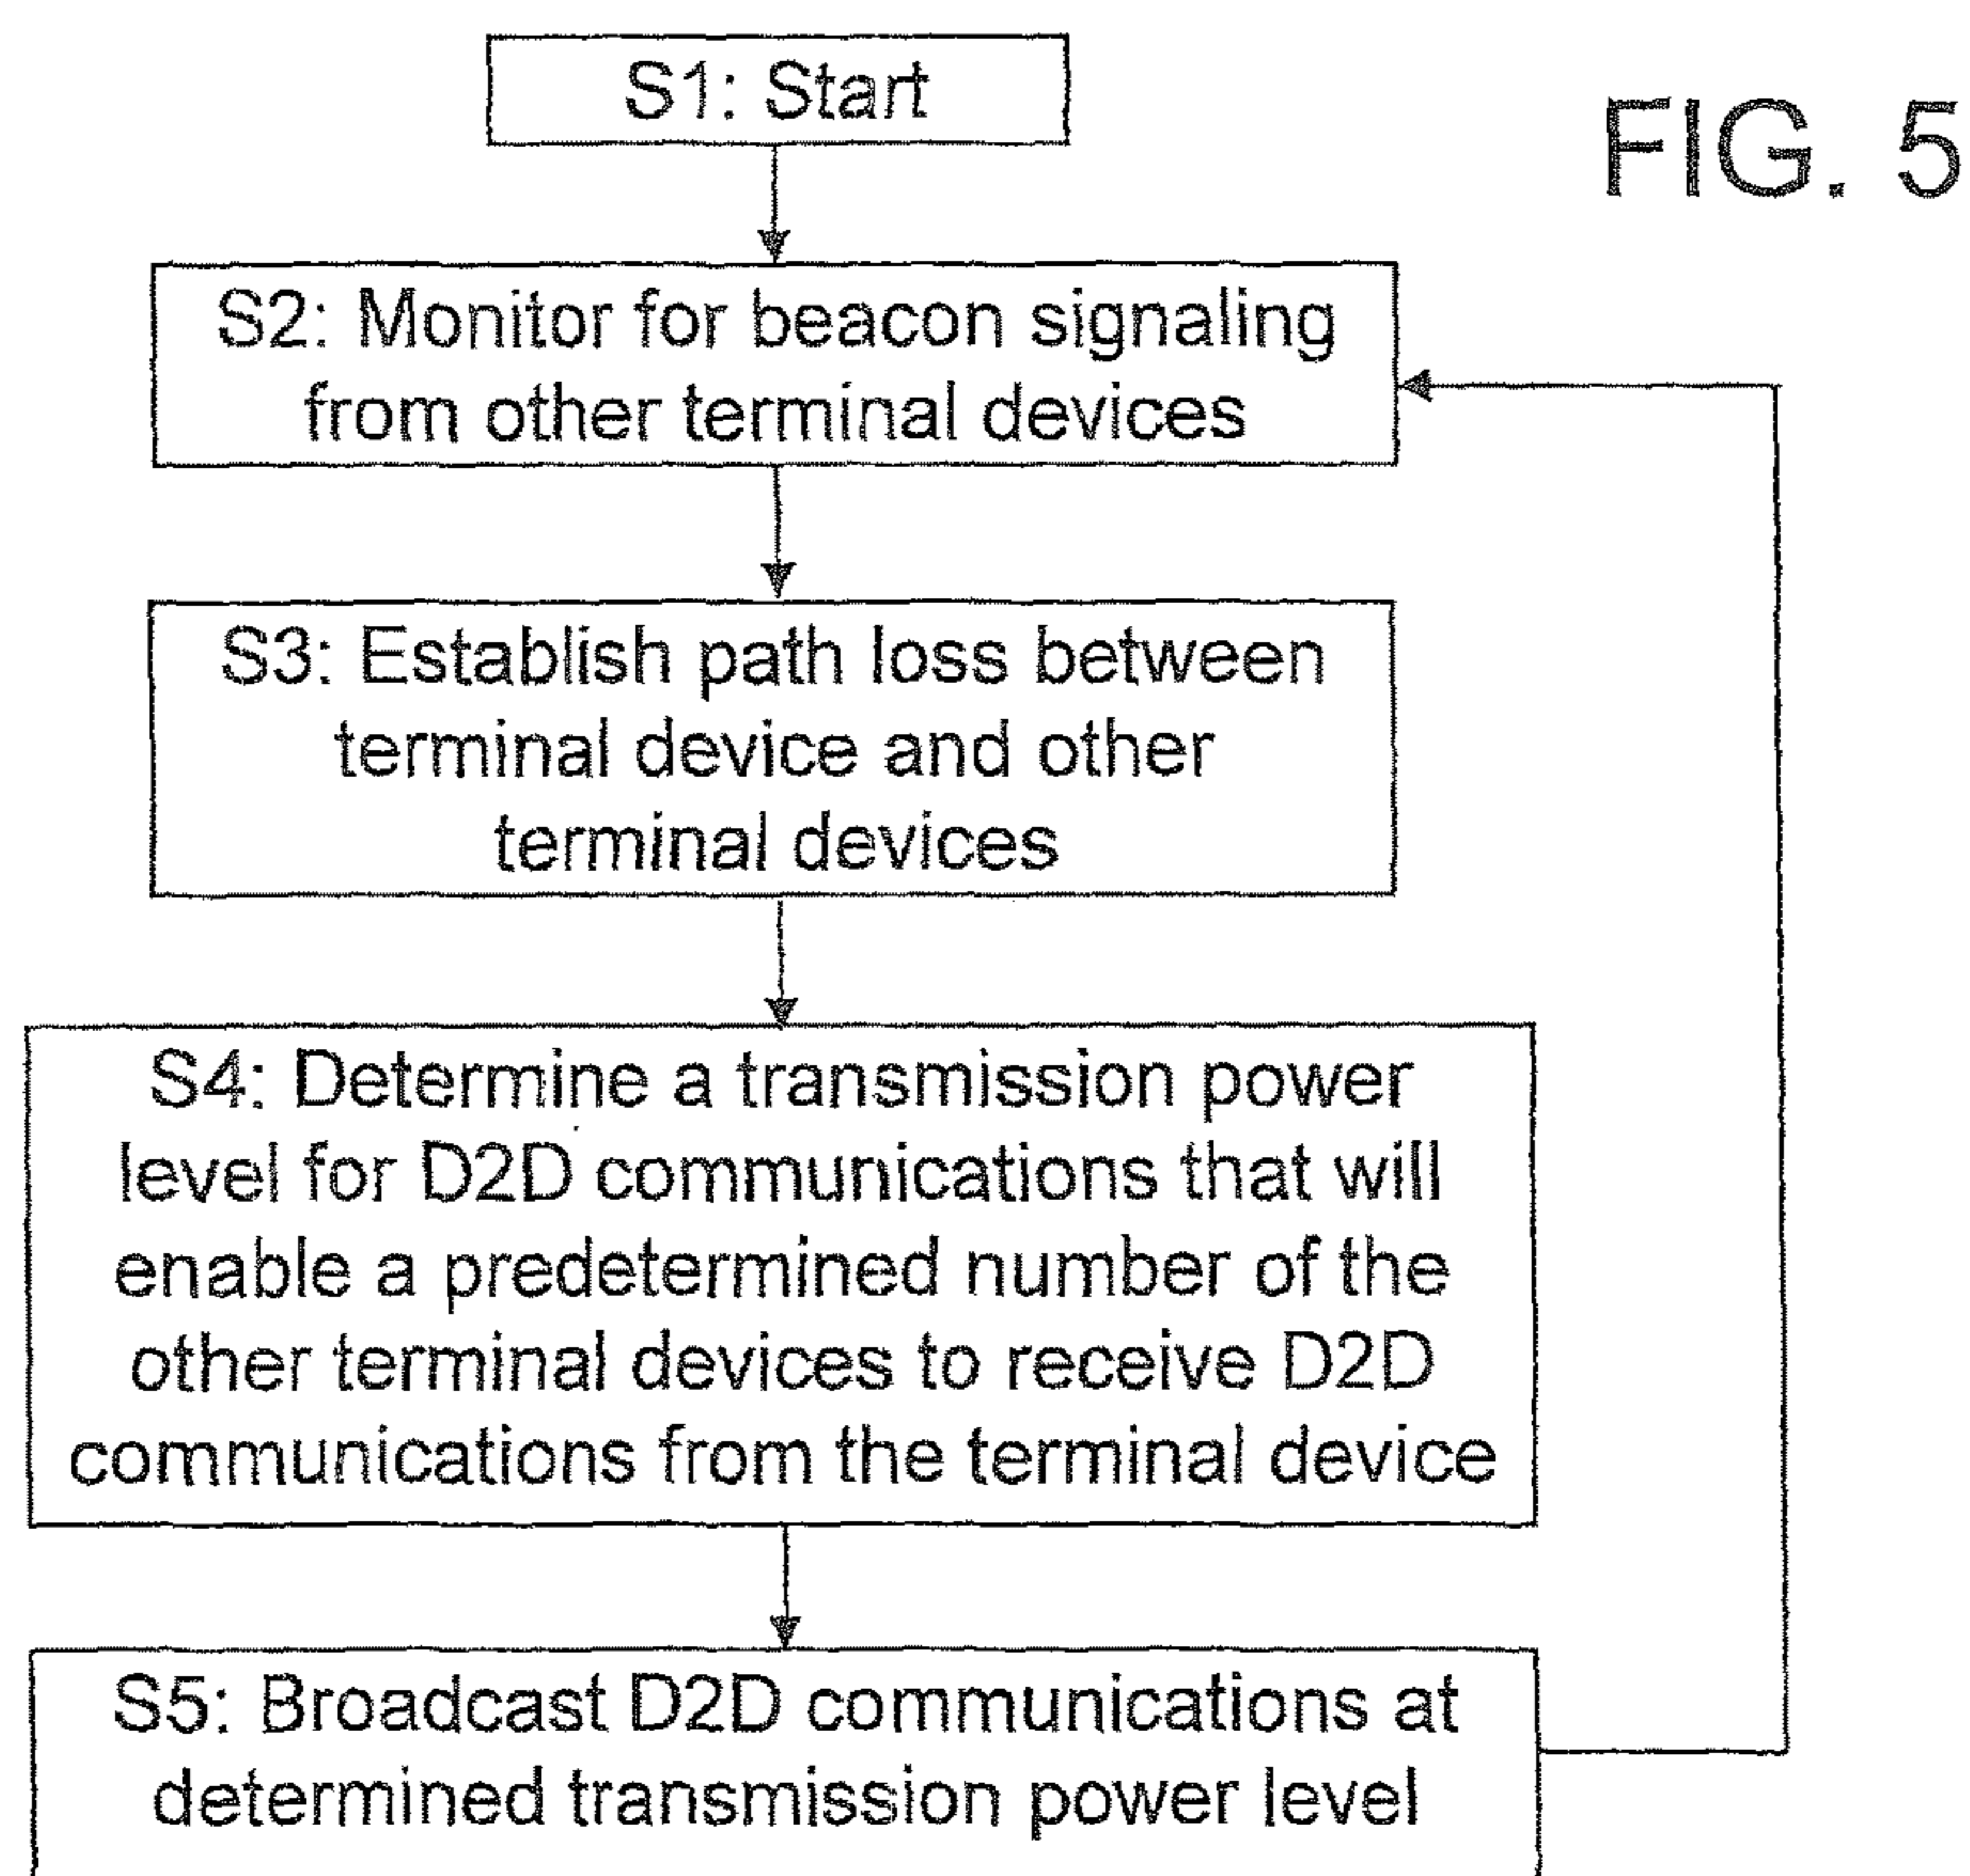 S1: Start
FIG. 5
S2: Monitor for beacon signaling
from other terminal devices
S3: Establish path loss between
terminal device and other
terminal devices
S4: Determine a transmission power
level for D2D communications that will
enable a predetermined number of the
other terminal devices to receive D2D
communications from the terminal device
S5: Broadcast D2D communications at
determined transmission power level